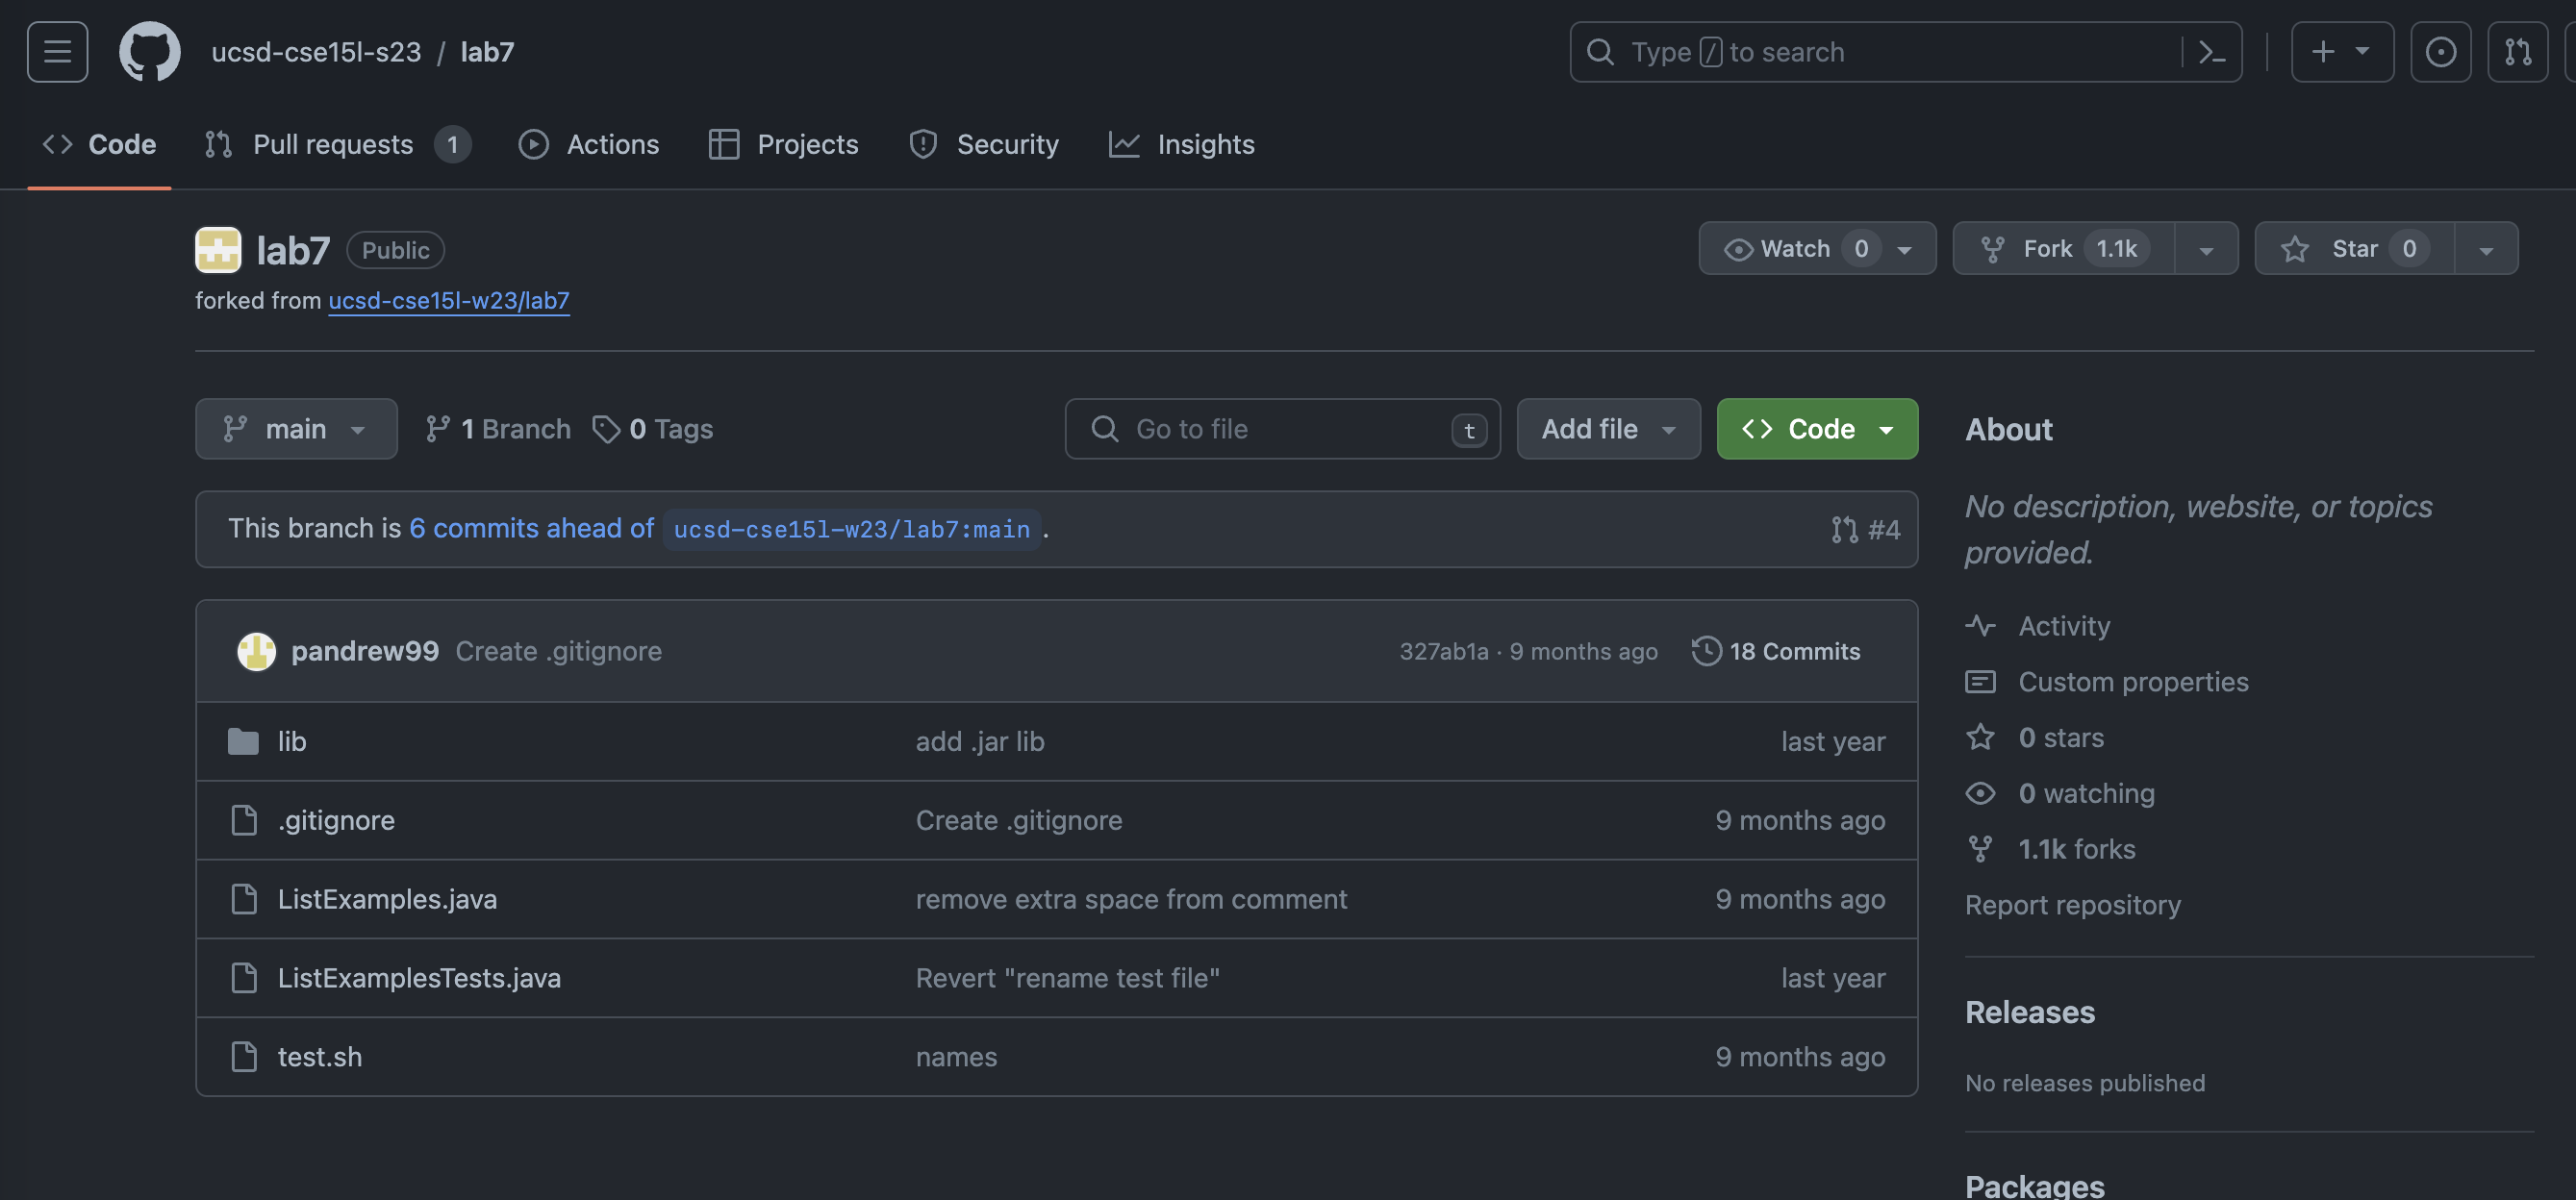 ucsd-cse15l-s23 / lab7
Type / to search
Code
Pull requests 1
Actions
Projects
Security
Insights
lab7 Public
Watch 0
Fork 1.1k
Star 0
forked from ucsd-cse15l-w23/lab7
main
1 Branch
0 Tags
Go to file t
Add file
Code
This branch is 6 commits ahead of ucsd-cse15l-w23/lab7:main .
#4
pandrew99 Create .gitignore
327ab1a · 9 months ago
18 Commits
lib add .jar lib last year
.gitignore Create .gitignore 9 months ago
ListExamples.java remove extra space from comment 9 months ago
ListExamplesTests.java Revert "rename test file" last year
test.sh names 9 months ago
About
No description, website, or topics
provided.
Activity
Custom properties
0 stars
0 watching
1.1k forks
Report repository
Releases
No releases published
Packages